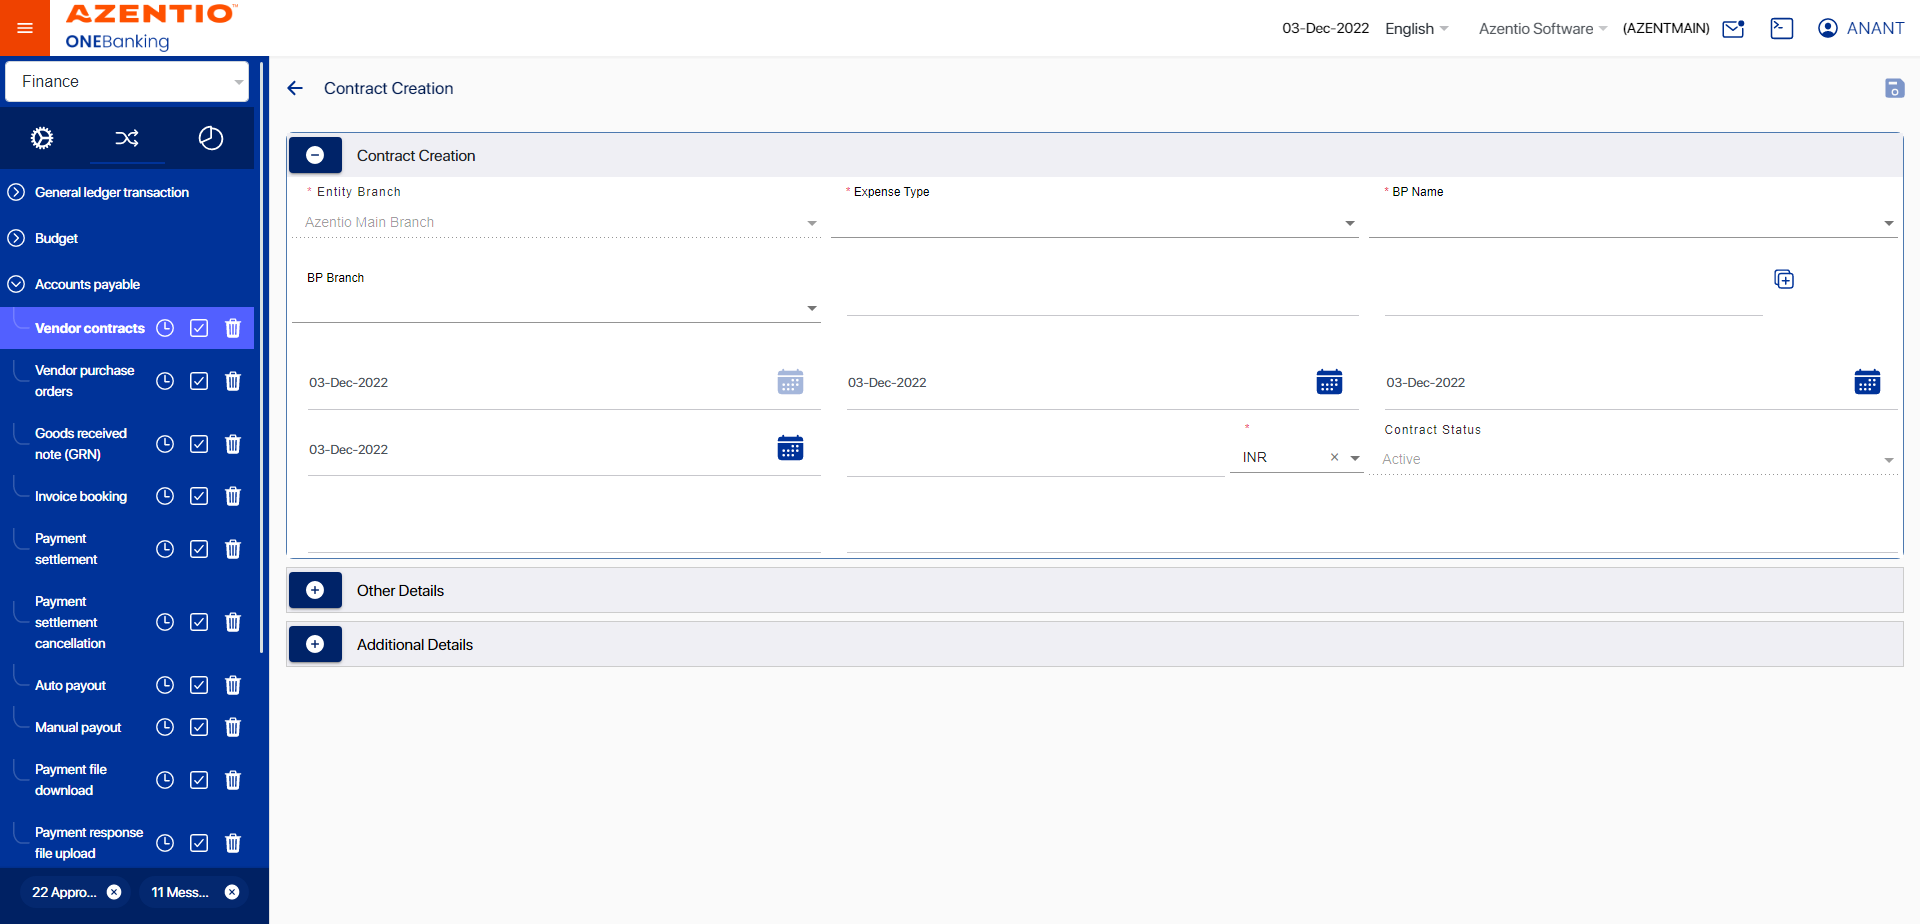 AZENTIO™
ONEBanking
03-Dec-2022 English Azentio Software (AZENTMAIN) ANANT
Finance
General ledger transaction
Budget
Accounts payable
Vendor contracts
Vendor purchase
orders
Goods received
note (GRN)
Invoice booking
Payment
settlement
Payment
settlement
cancellation
Auto payout
Manual payout
Payment file
download
Payment response
file upload
22 Appro... 11 Mess...
Contract Creation
Contract Creation
* Entity Branch * Expense Type * BP Name
Azentio Main Branch
BP Branch
03-Dec-2022 03-Dec-2022 03-Dec-2022
* Contract Status
03-Dec-2022 INR × Active
Other Details
Additional Details